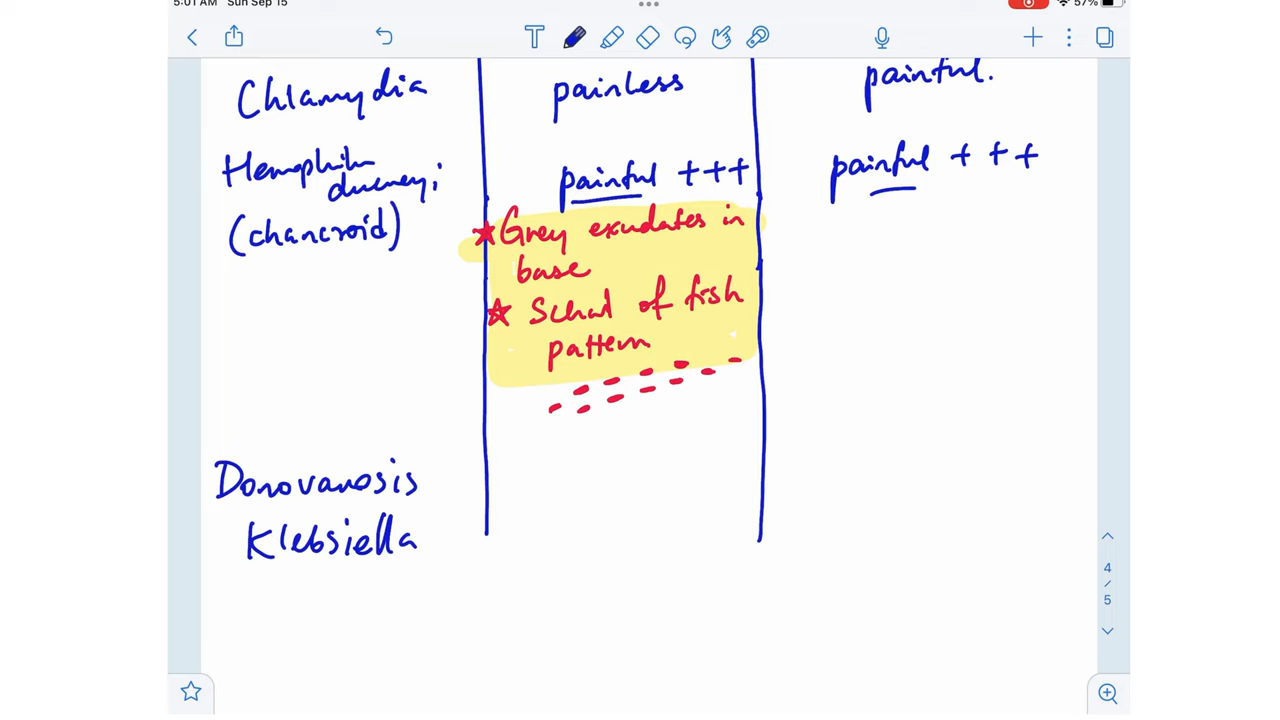 5:01 AM Sun Sep 15
57%
T
Chlamydia painless painful.
Hemophilus painful +++ painful +++
ducreyi
(chancroid)
★ Grey exudates in
base
☆ School of fish
pattern
Donovanosis
Klebsiella
4
/
5